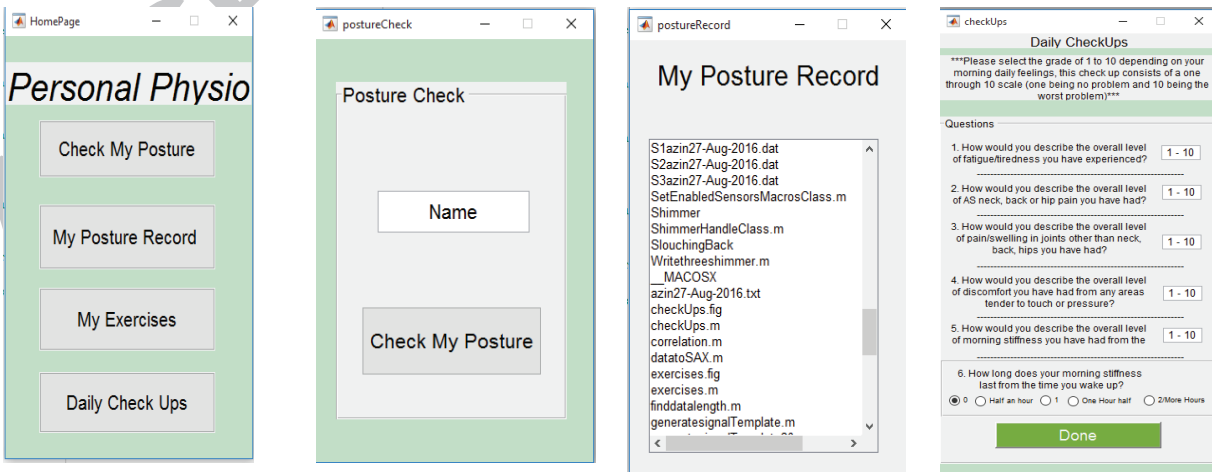 HomePage
Personal Physio
Check My Posture
My Posture Record
My Exercises
Daily Check Ups
postureCheck
Posture Check
Name
Check My Posture
postureRecord
My Posture Record
S1azin27-Aug-2016.dat
S2azin27-Aug-2016.dat
S3azin27-Aug-2016.dat
SetEnabledSensorsMacrosClass.m
Shimmer
ShimmerHandleClass.m
SlouchingBack
Writethreeshimmer.m
__MACOSX
azin27-Aug-2016.txt
checkUps.fig
checkUps.m
correlation.m
datatoSAX.m
exercises.fig
exercises.m
finddatalength.m
generatesignalTemplate.m
checkUps
Daily CheckUps
***Please select the grade of 1 to 10 depending on your
morning daily feelings, this check up consists of a one
through 10 scale (one being no problem and 10 being the
worst problem)***
Questions
1. How would you describe the overall level
of fatigue/tiredness you have experienced?
1 - 10
2. How would you describe the overall level
of AS neck, back or hip pain you have had?
1 - 10
3. How would you describe the overall level
of pain/swelling in joints other than neck,
back, hips you have had?
1 - 10
4. How would you describe the overall level
of discomfort you have had from any areas
tender to touch or pressure?
1 - 10
5. How would you describe the overall level
of morning stiffness you have had from the
1 - 10
6. How long does your morning stiffness
last from the time you wake up?
0 Half an hour 1 One Hour half 2/More Hours
Done